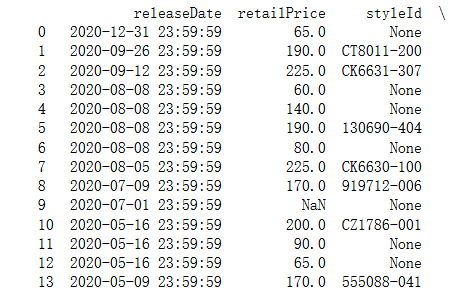 releaseDate retailPrice styleId \
0 2020-12-31 23:59:59 65.0 None
1 2020-09-26 23:59:59 190.0 CT8011-200
2 2020-09-12 23:59:59 225.0 CK6631-307
3 2020-08-08 23:59:59 60.0 None
4 2020-08-08 23:59:59 140.0 None
5 2020-08-08 23:59:59 190.0 130690-404
6 2020-08-08 23:59:59 80.0 None
7 2020-08-05 23:59:59 225.0 CK6630-100
8 2020-07-09 23:59:59 170.0 919712-006
9 2020-07-01 23:59:59 NaN None
10 2020-05-16 23:59:59 200.0 CZ1786-001
11 2020-05-16 23:59:59 90.0 None
12 2020-05-16 23:59:59 65.0 None
13 2020-05-09 23:59:59 170.0 555088-041